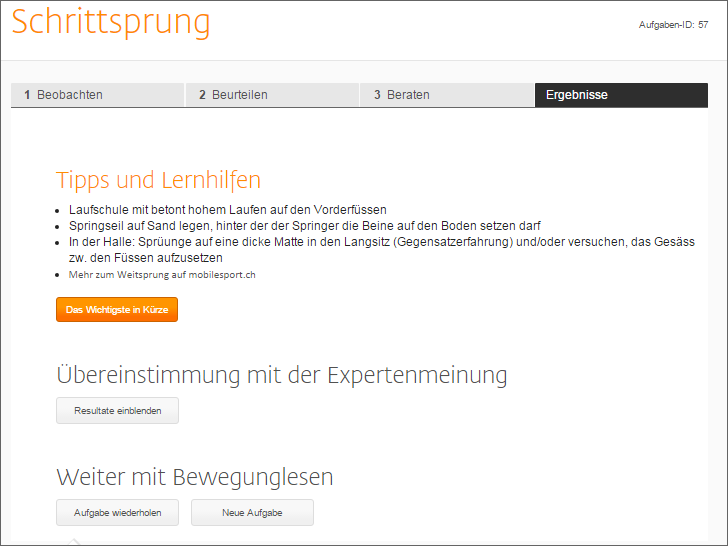 Schrittsprung
Aufgaben-ID: 57
1 Beobachten
2 Beurteilen
3 Beraten
Ergebnisse
Tipps und Lernhilfen
Laufschule mit betont hohem Laufen auf den Vorderfüssen
Springseil auf Sand legen, hinter der der Springer die Beine auf den Boden setzen darf
In der Halle: Sprüunge auf eine dicke Matte in den Langsitz (Gegensatzerfahrung) und/oder versuchen, das Gesäss
zw. den Füssen aufzusetzen
Mehr zum Weitsprung auf mobilesport.ch
Das Wichtigste in Kürze
Übereinstimmung mit der Expertenmeinung
Resultate einblenden
Weiter mit Bewegunglesen
Aufgabe wiederholen
Neue Aufgabe